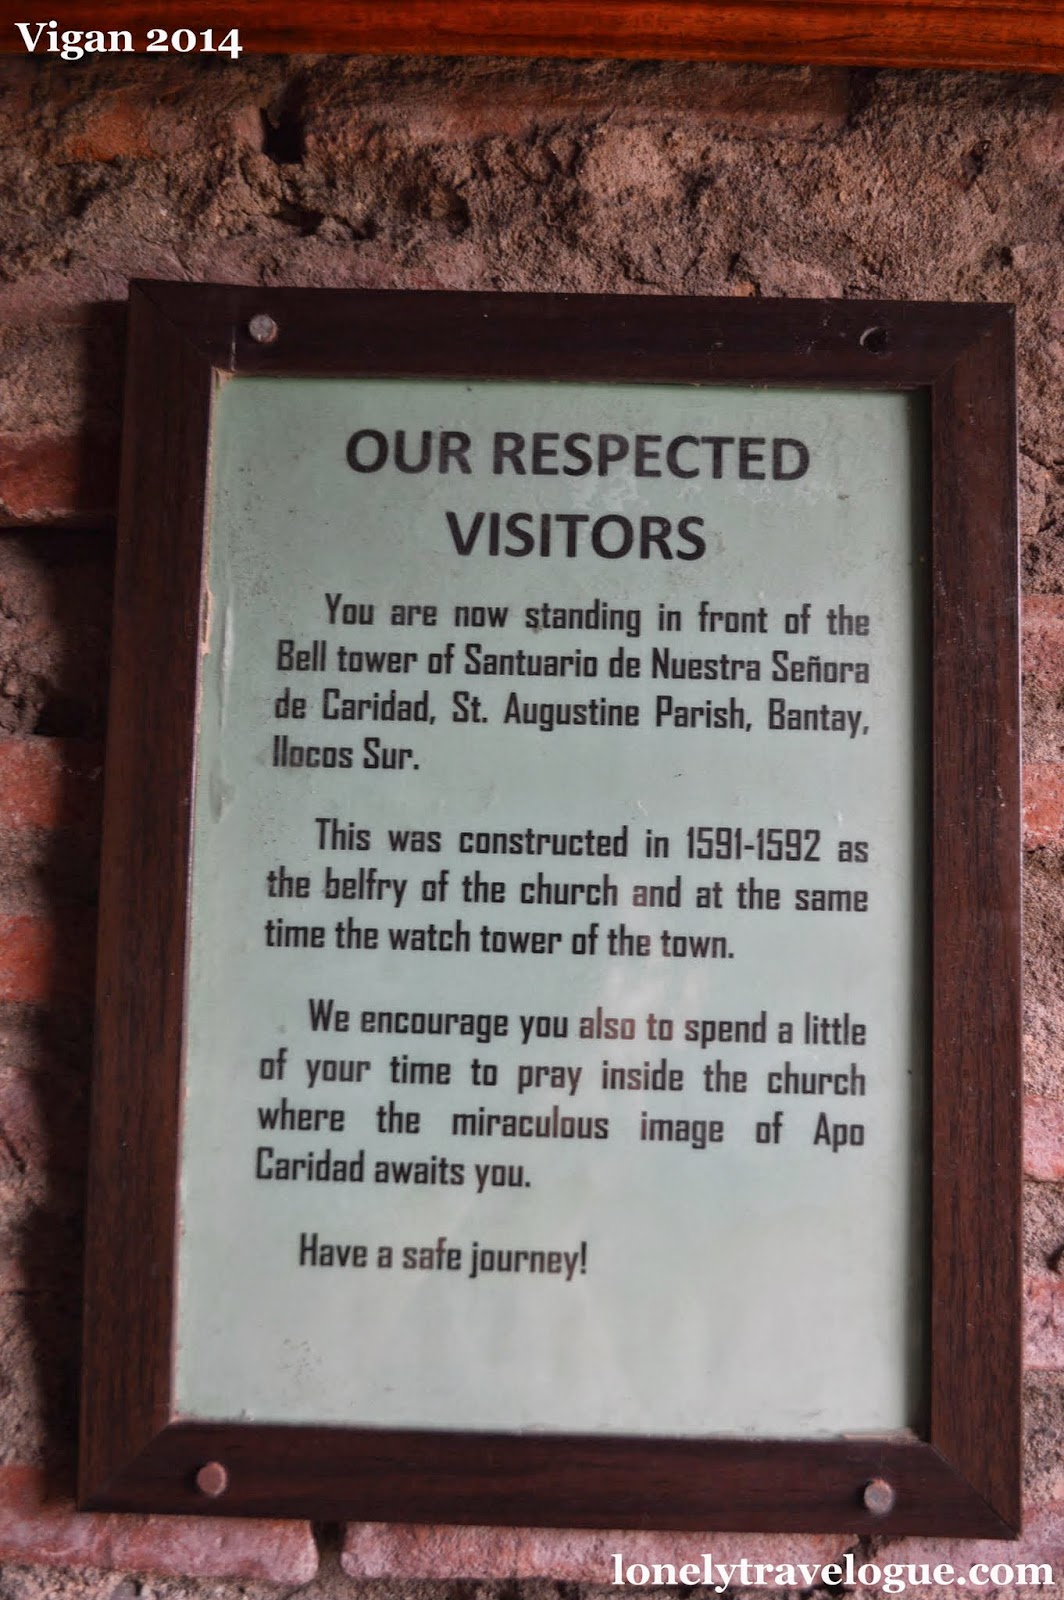 Vigan 2014
OUR RESPECTED
VISITORS
You are now standing in front of the
Bell tower of Santuario de Nuestra Señora
de Caridad, St. Augustine Parish, Bantay,
Ilocos Sur.
This was constructed in 1591-1592 as
the belfry of the church and at the same
time the watch tower of the town.
We encourage you also to spend a little
of your time to pray inside the church
where the miraculous image of Apo
Caridad awaits you.
Have a safe journey!
lonelytravelogue.com